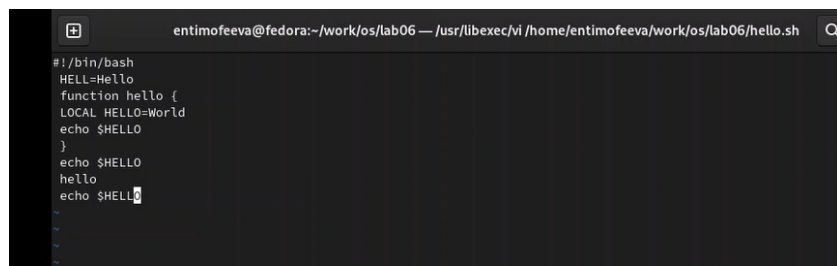 entimofeeva@fedora:~/work/os/lab06 — /usr/libexec/vi /home/entimofeeva/work/os/lab06/hello.sh
#!/bin/bash
HELL=Hello
function hello {
LOCAL HELLO=World
echo $HELLO
}
echo $HELLO
hello
echo $HELLO
~
~
~
~